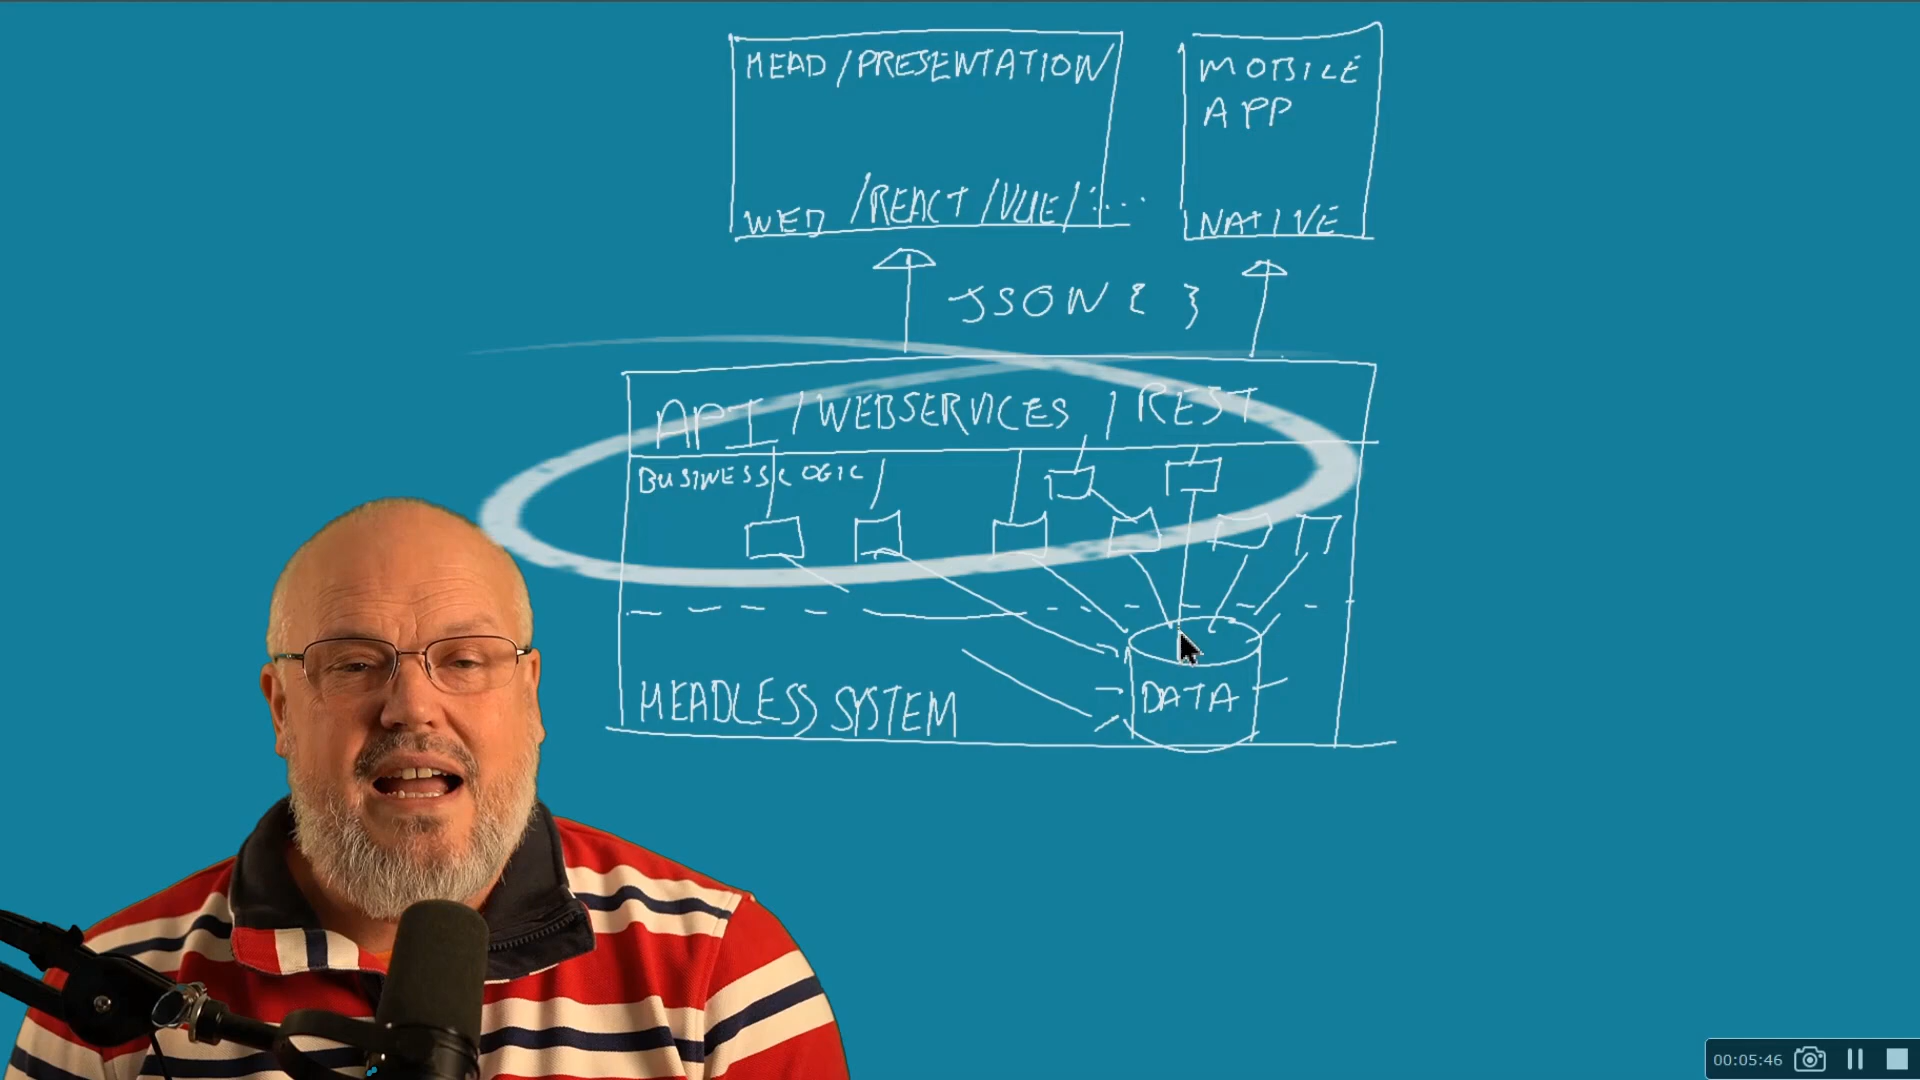 HEAD/PRESENTATION
WEB /REACT/VUE/....
MOBILE
APP
NATIVE
JSON { }
API/WEBSERVICES/REST
BUSINESS LOGIC
HEADLESS SYSTEM
DATA
00:05:46